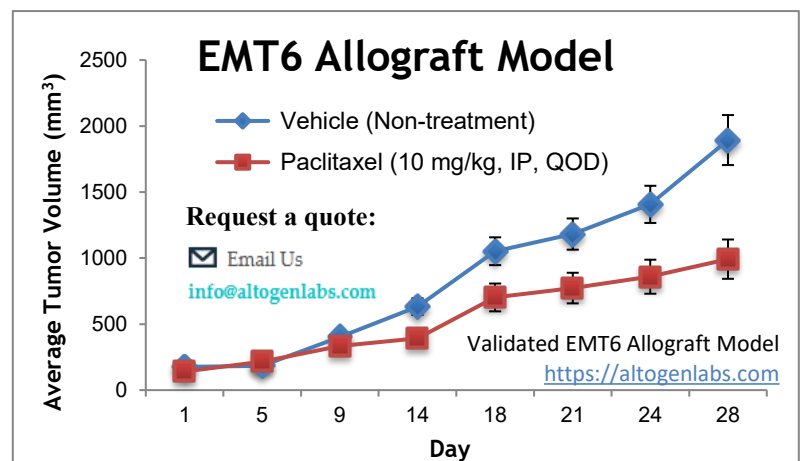 EMT6 Allograft Model
Average Tumor Volume (mm³)
2500
2000
1500
1000
500
0
Vehicle (Non-treatment)
Paclitaxel (10 mg/kg, IP, QOD)
Request a quote:
Email Us
info@altogenlabs.com
Validated EMT6 Allograft Model
https://altogenlabs.com
1 5 9 14 18 21 24 28
Day